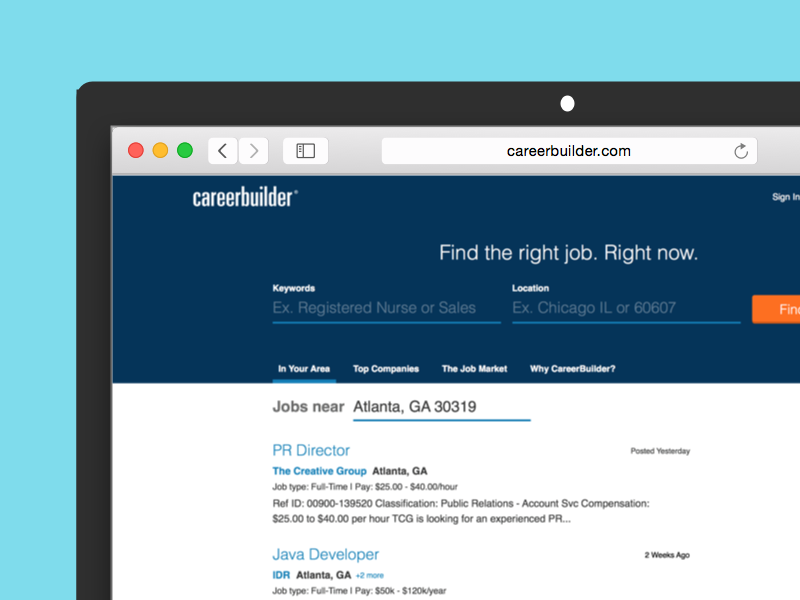 careerbuilder.com
careerbuilder®
Sign In
Find the right job. Right now.
Keywords
Location
Ex. Registered Nurse or Sales
Ex. Chicago IL or 60607
Find
In Your Area
Top Companies
The Job Market
Why CareerBuilder?
Jobs near Atlanta, GA 30319
PR Director
Posted Yesterday
The Creative Group Atlanta, GA
Job type: Full-Time | Pay: $25.00 - $40.00/hour
Ref ID: 00900-139520 Classification: Public Relations - Account Svc Compensation:
$25.00 to $40.00 per hour TCG is looking for an experienced PR...
Java Developer
2 Weeks Ago
IDR Atlanta, GA +2 more
Job type: Full-Time | Pay: $50k - $120k/year